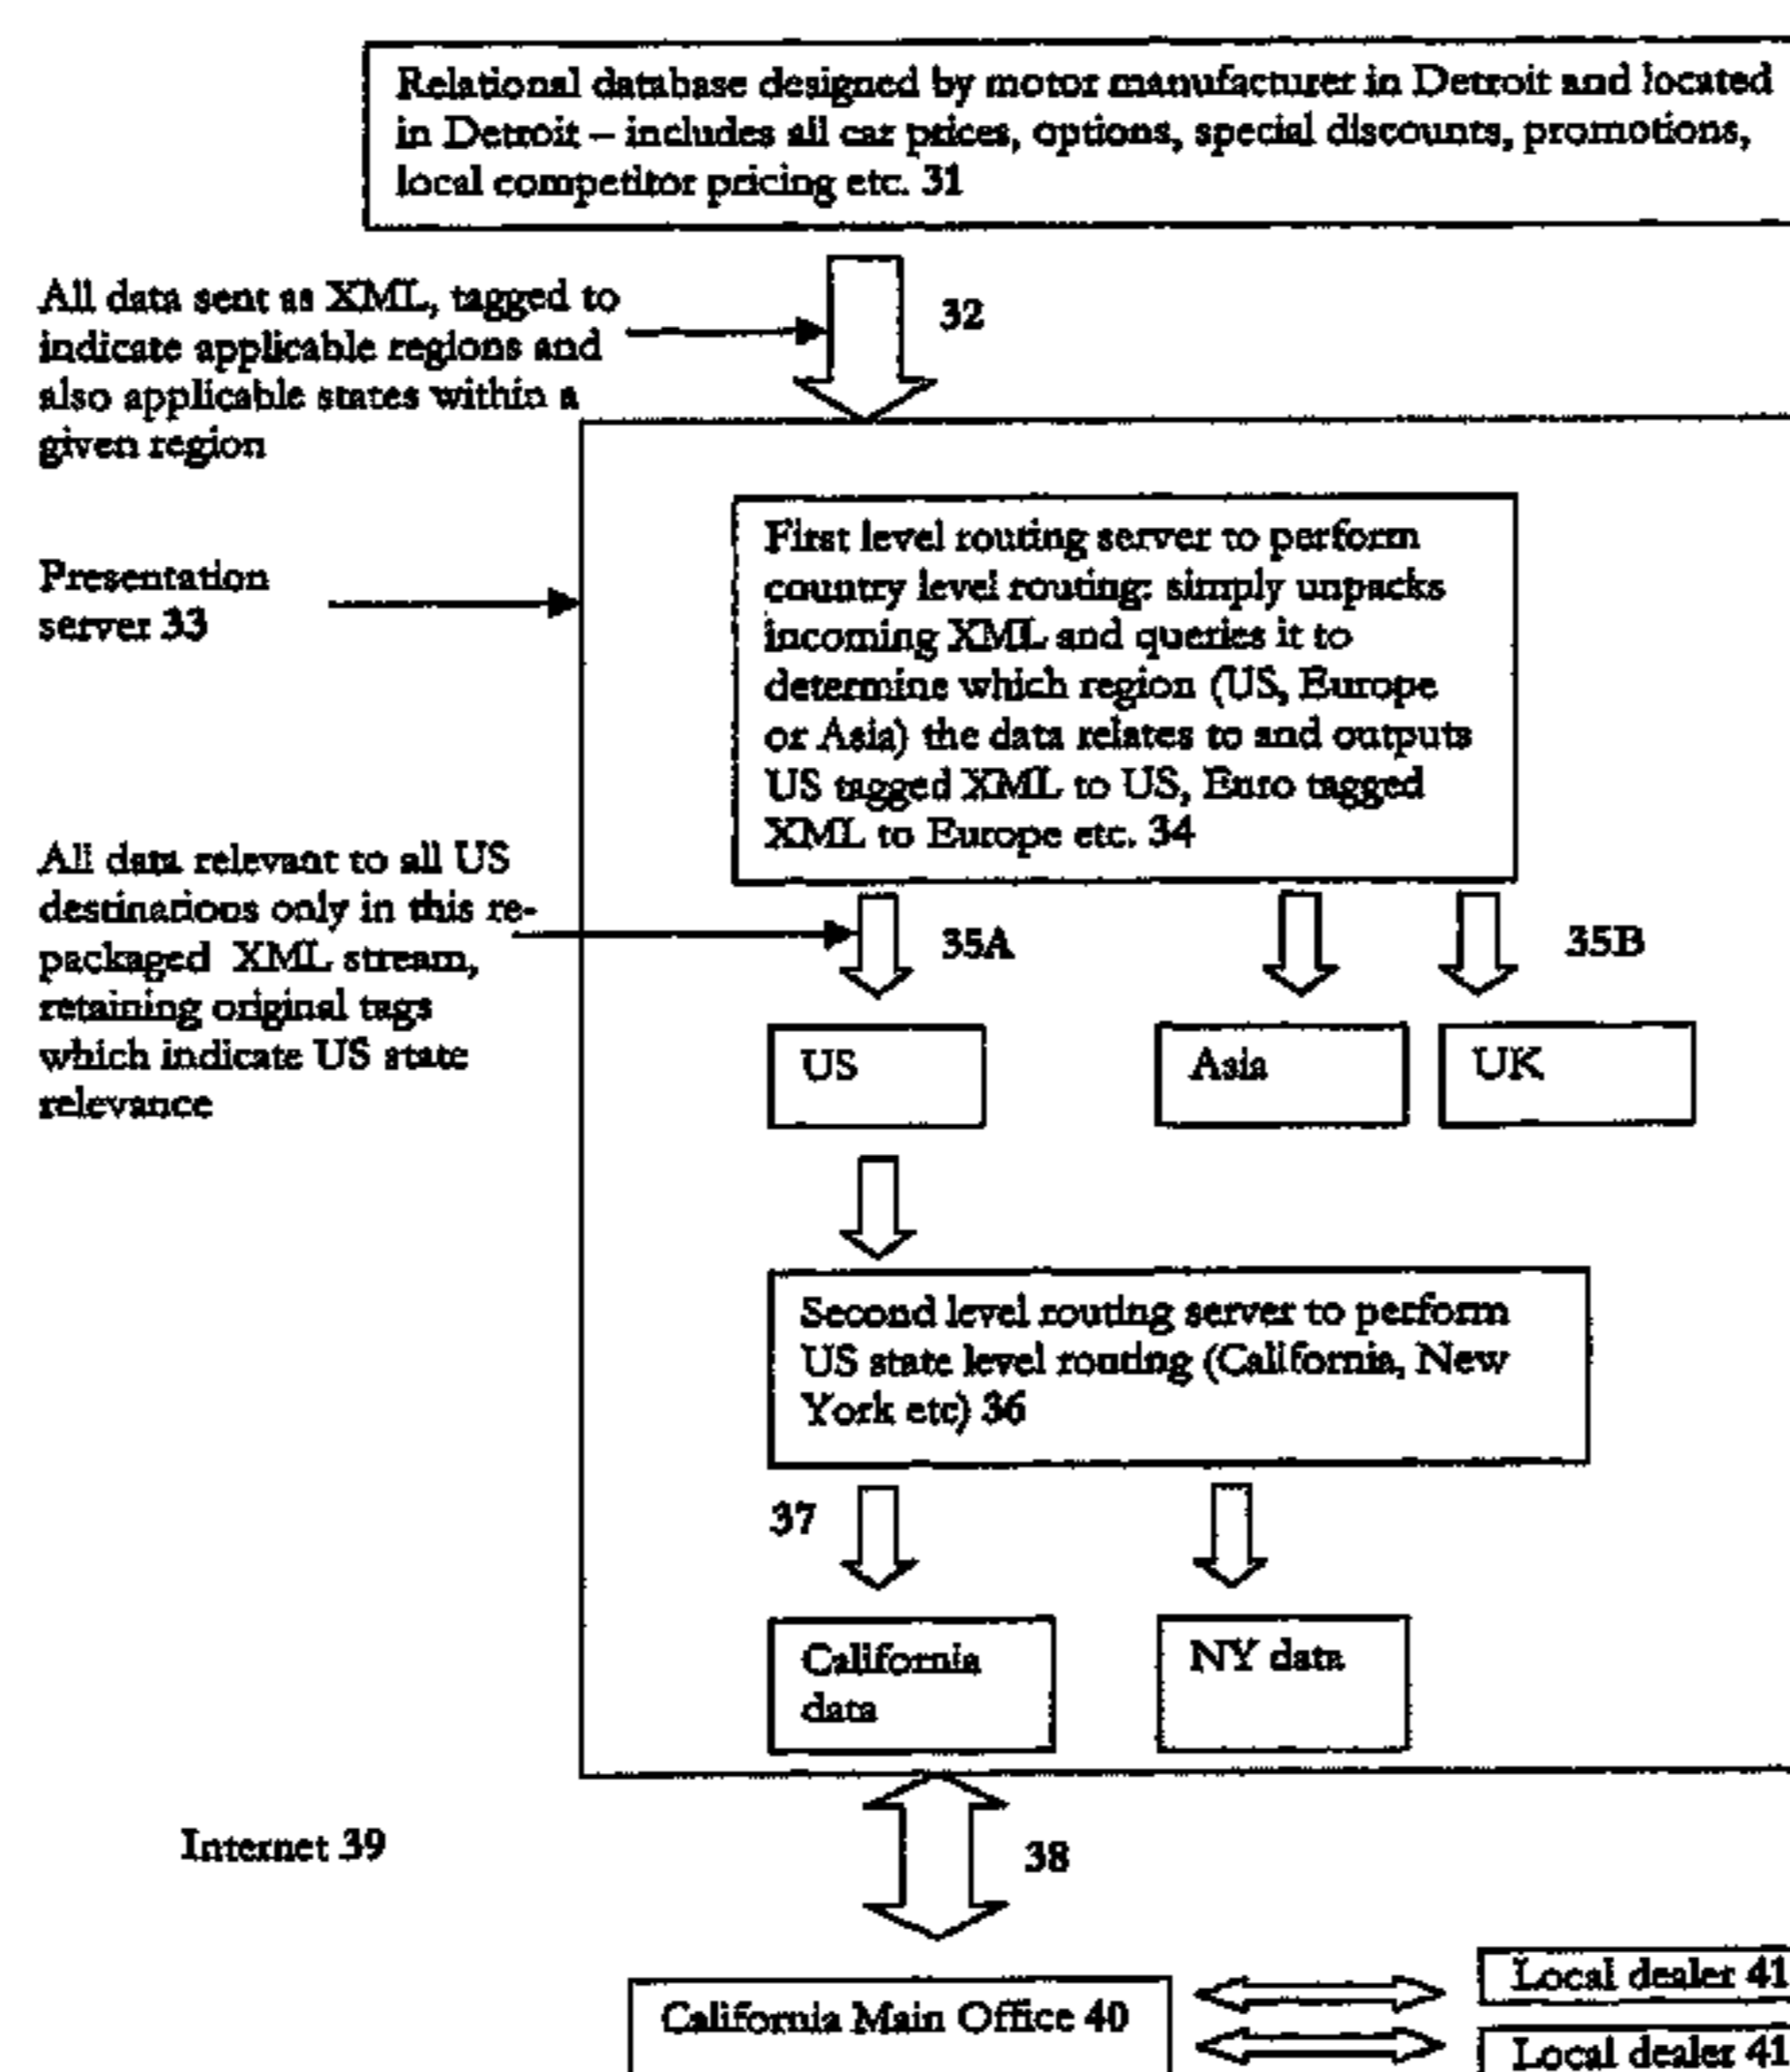 Relational database designed by motor manufacturer in Detroit and located
in Detroit – includes all car prices, options, special discounts, promotions,
local competitor pricing etc. 31
All data sent as XML, tagged to
indicate applicable regions and
also applicable states within a
given region
32
Presentation
server 33
First level routing server to perform
country level routing: simply unpacks
incoming XML and queries it to
determine which region (US, Europe
or Asia) the data relates to and outputs
US tagged XML to US, Euro tagged
XML to Europe etc. 34
All data relevant to all US
destinations only in this re-
packaged XML stream,
retaining original tags
which indicate US state
relevance
35A
35B
US
Asia
UK
Second level routing server to perform
US state level routing (California, New
York etc) 36
37
California
data
NY data
Internet 39
38
California Main Office 40
Local dealer 41
Local dealer 41